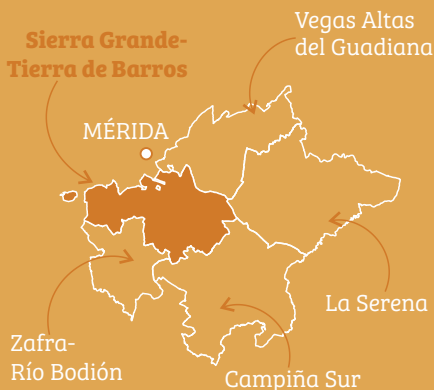 Vegas Altas
del Guadiana
Sierra Grande-
Tierra de Barros
MÉRIDA
La Serena
Zafra-
Río Bodión
Campiña Sur